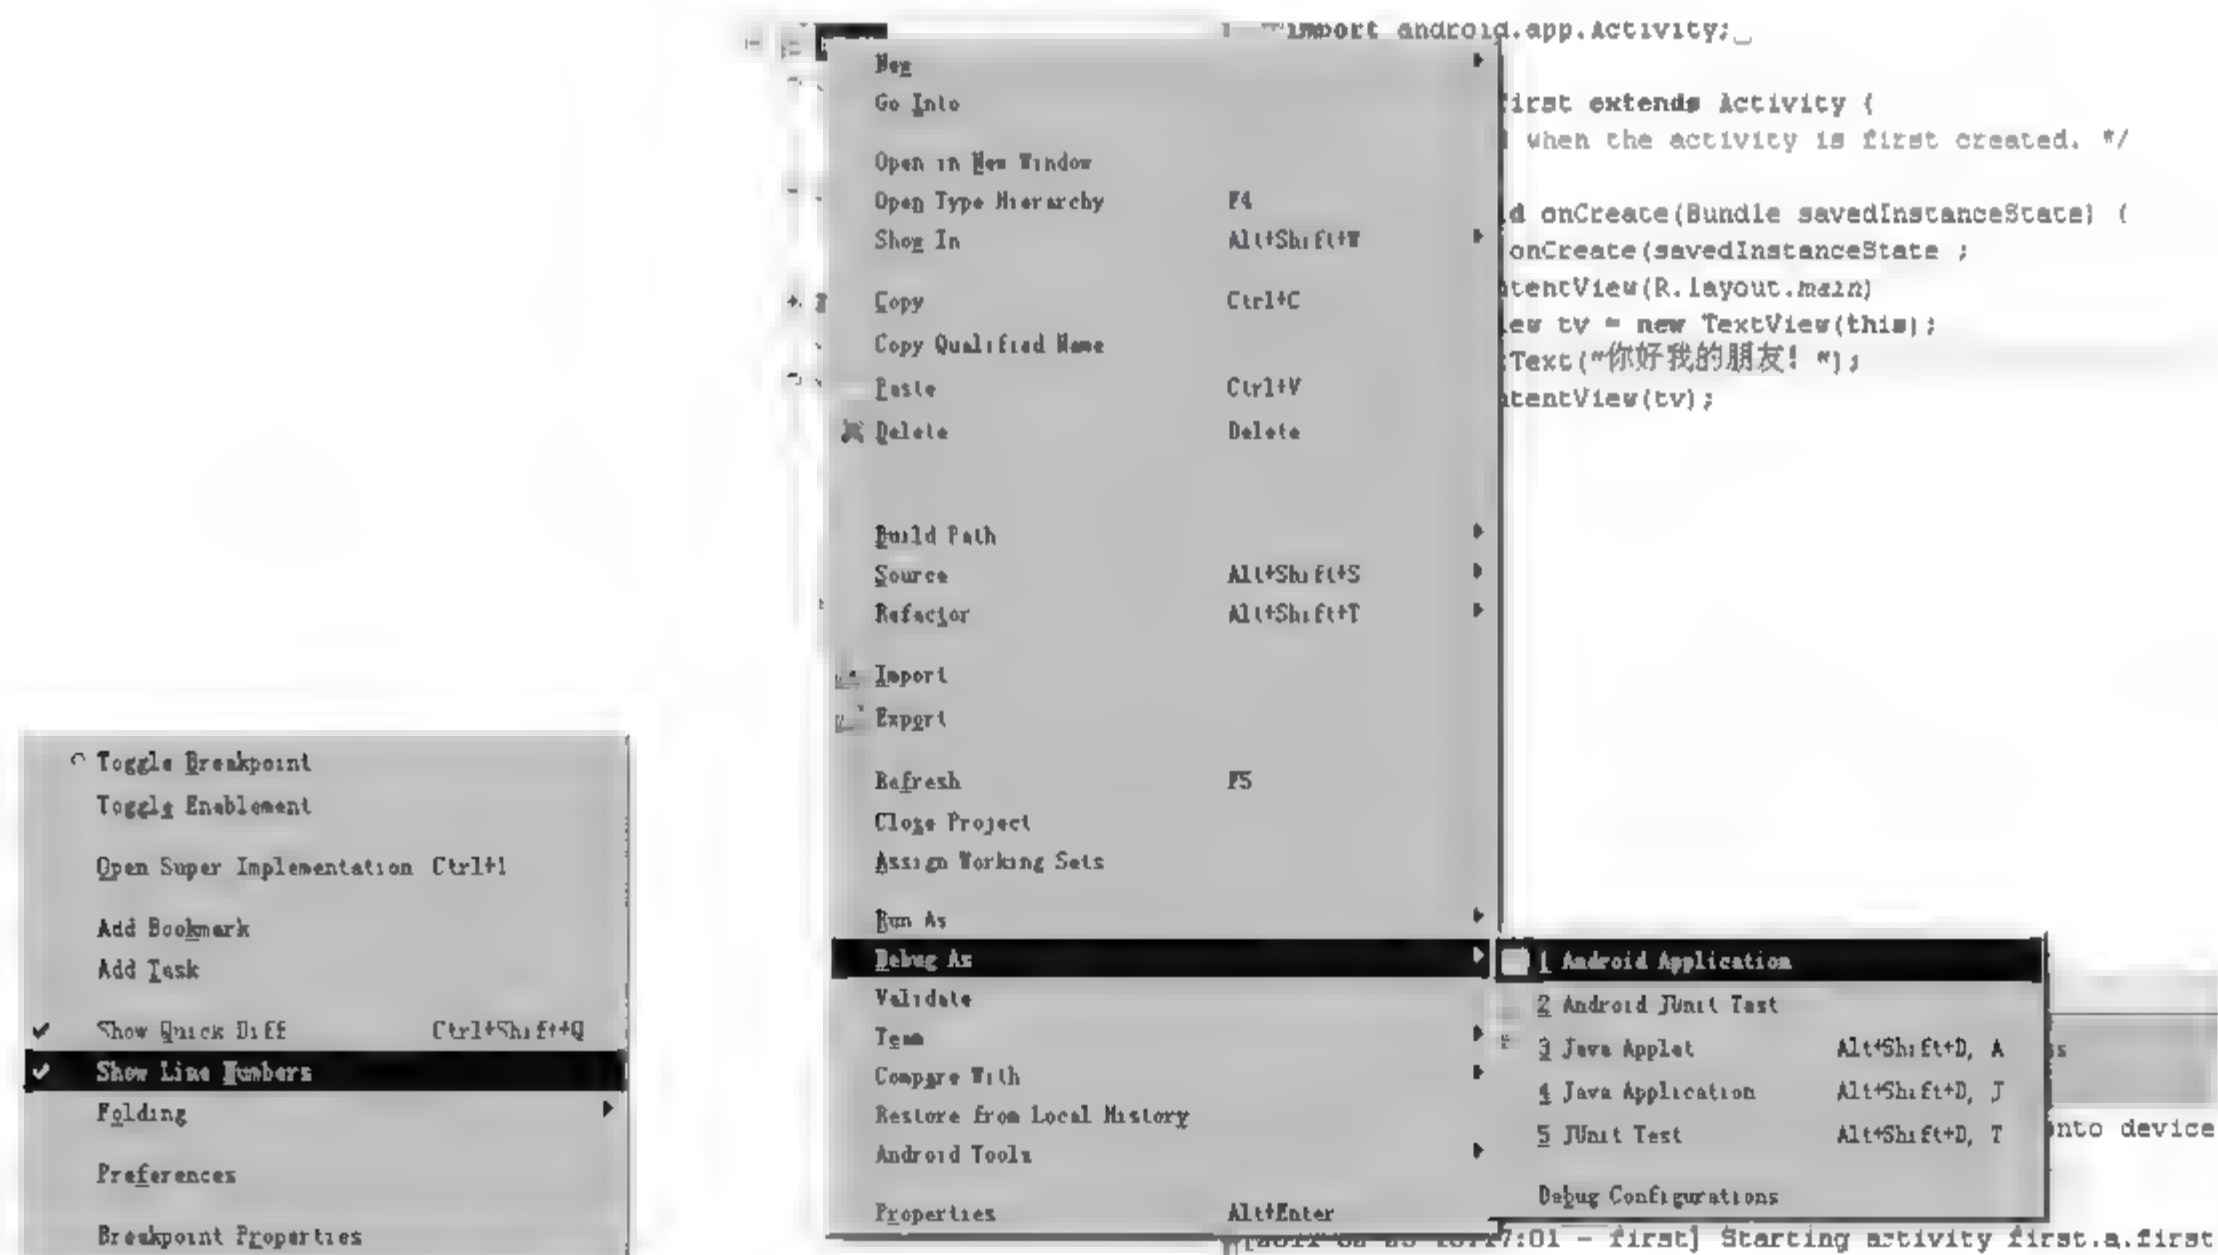 import android.app.Activity;
irst extends Activity {
when the activity is first created. */
d onCreate(Bundle savedInstanceState) {
onCreate(savedInstanceState ;
tentView(R.layout.main)
ew tv = new TextView(this);
Text("你好我的朋友! ");
tentView(tv);
New
Go Into
Open in New Window
Open Type Hierarchy F4
Show In Alt+Shift+W
Copy Ctrl+C
Copy Qualified Name
Paste Ctrl+V
Delete Delete
Build Path
Source Alt+Shift+S
Refactor Alt+Shift+T
Import
Export
Refresh F5
Close Project
Assign Working Sets
Run As
Debug As
Validate
Team
Compare With
Restore from Local History
Android Tools
Properties Alt+Enter
1 Android Application
2 Android JUnit Test
3 Java Applet Alt+Shift+D, A
4 Java Application Alt+Shift+D, J
5 JUnit Test Alt+Shift+D, T
Debug Configurations
nto device
7:01 - first] Starting activity first.a.first
Toggle Breakpoint
Toggle Enablement
Open Super Implementation Ctrl+1
Add Bookmark
Add Task
Show Quick Diff Ctrl+Shift+Q
Show Line Numbers
Folding
Preferences
Breakpoint Properties